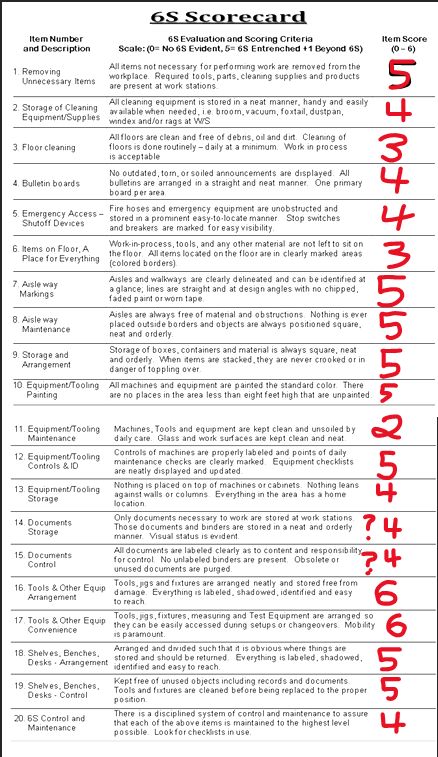 6S Scorecard
Item Number 6S Evaluation and Scoring Criteria Item Score
and Description Scale: (0= No 6S Evident, 5= 6S Entrenched +1 Beyond 6S) (0 – 6)
1. Removing Unnecessary Items
All items not necessary for performing work are removed from the
workplace. Required tools, parts, cleaning supplies and products
are present at work stations.
5
2. Storage of Cleaning
Equipment/Supplies
All cleaning equipment is stored in a neat manner, handy and easily
available when needed, i.e. broom, vacuum, foxtail, dustpan,
windex and/or rags at W/S
4
3. Floor cleaning
All floors are clean and free of debris, oil and dirt. Cleaning of
floors is done routinely – daily at a minimum. Work in process
is acceptable
3
4. Bulletin boards
No outdated, torn, or soiled announcements are displayed. All
bulletins are arranged in a straight and neat manner. One primary
board per area.
4
5. Emergency Access –
Shutoff Devices
Fire hoses and emergency equipment are unobstructed and
stored in a prominent easy-to-locate manner. Stop switches
and breakers are marked for easy visibility.
4
6. Items on Floor, A
Place for Everything
Work-in-process, tools, and any other material are not left to sit on
the floor. All items located on the floor are in clearly marked areas
(colored borders).
3
7. Aisle way
Markings
Aisles and walkways are clearly delineated and can be identified at
a glance; lines are straight and at design angles with no chipped,
faded paint or worn tape.
5
8. Aisle way
Maintenance
Aisles are always free of material and obstructions. Nothing is ever
placed outside borders and objects are always positioned square,
neat and orderly.
5
9. Storage and
Arrangement
Storage of boxes, containers and material is always square, neat
and orderly. When items are stacked, they are never crooked or in
danger of toppling over.
5
10. Equipment/Tooling
Painting
All machines and equipment are painted the standard color. There
are no places in the area less than eight feet high that are unpainted.
5
11. Equipment/Tooling
Maintenance
Machines, Tools and equipment are kept clean and unsoiled by
daily care. Glass and work surfaces are kept clean and neat.
2
12. Equipment/Tooling
Controls & ID
Controls of machines are properly labeled and points of daily
maintenance checks are clearly marked. Equipment checklists
are neatly displayed and updated.
5
13. Equipment/Tooling
Storage
Nothing is placed on top of machines or cabinets. Nothing leans
against walls or columns. Everything in the area has a home
location.
4
14. Documents
Storage
Only documents necessary to work are stored at work stations.
Those documents and binders are stored in a neat and orderly
manner. Visual status is evident.
? 4
15. Documents
Control
All documents are labeled clearly as to content and responsibility
for control. No unlabeled binders are present. Obsolete or
unused documents are purged.
? 4
16. Tools & Other Equip
Arrangement
Tools, jigs and fixtures are arranged neatly and stored free from
damage. Everything is labeled, shadowed, identified and easy
to reach.
6
17. Tools & Other Equip
Convenience
Tools, jigs, fixtures, measuring and Test Equipment are arranged so
they can be easily accessed during setups or changeovers. Mobility
is paramount.
6
18. Shelves, Benches,
Desks - Arrangement
Arranged and divided such that it is obvious where things are
stored and should be returned. Everything is labeled, shadowed,
identified and easy to reach.
5
19. Shelves, Benches,
Desks - Control
Kept free of unused objects including records and documents.
Tools and fixtures are cleaned before being replaced to the proper
position.
5
20. 6S Control and
Maintenance
There is a disciplined system of control and maintenance to assure
that each of the above items is maintained to the highest level
possible. Look for checklists in use.
4